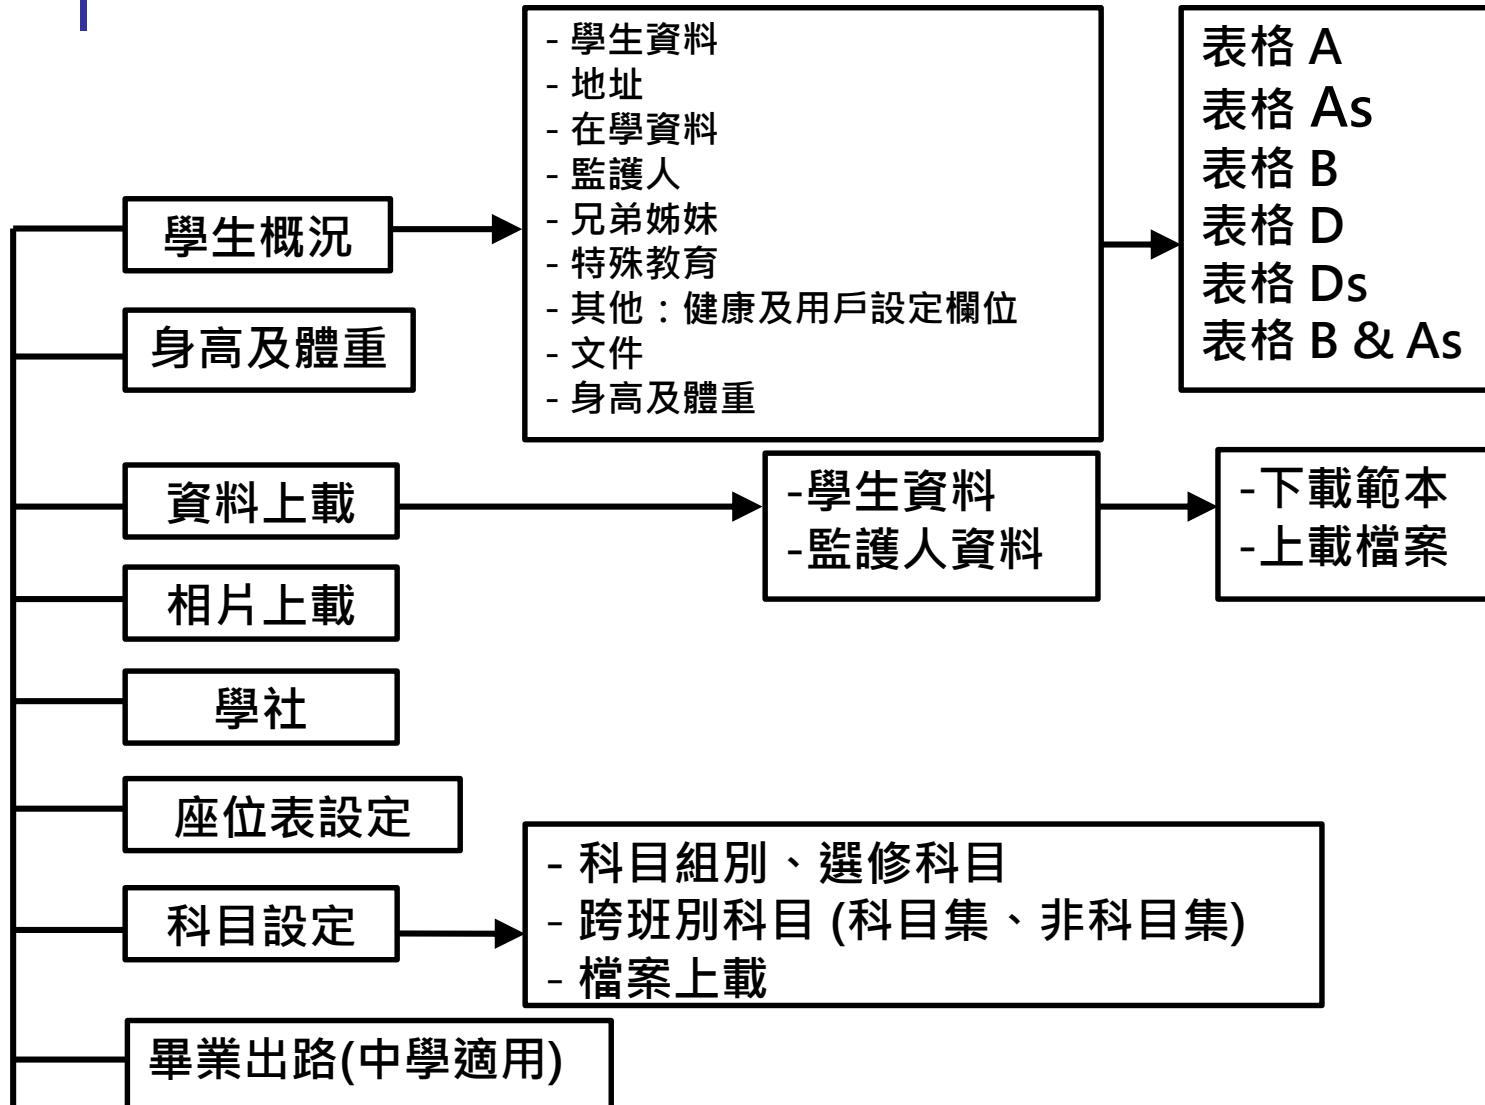 - 學生資料
- 地址
- 在學資料
- 監護人
- 兄弟姊妹
- 特殊教育
- 其他：健康及用戶設定欄位
- 文件
- 身高及體重
表格 A
表格 As
表格 B
表格 D
表格 Ds
表格 B & As
學生概況
身高及體重
資料上載
-學生資料
-監護人資料
-下載範本
-上載檔案
相片上載
學社
座位表設定
科目設定
- 科目組別、選修科目
- 跨班別科目 (科目集、非科目集)
- 檔案上載
畢業出路(中學適用)